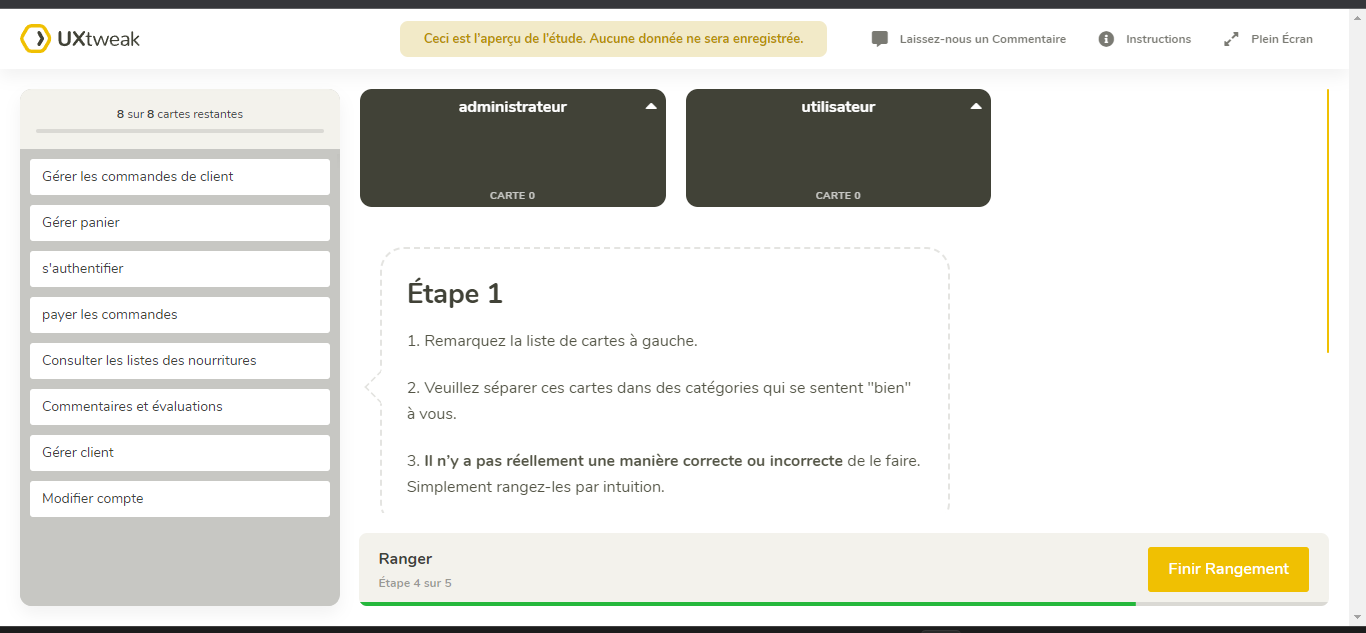 UXtweak
Ceci est l'aperçu de l'étude. Aucune donnée ne sera enregistrée.
Laissez-nous un Commentaire
Instructions
Plein Écran
8 sur 8 cartes restantes
Gérer les commandes de client
Gérer panier
s'authentifier
payer les commandes
Consulter les listes des nourritures
Commentaires et évaluations
Gérer client
Modifier compte
administrateur
CARTE 0
utilisateur
CARTE 0
Étape 1
1. Remarquez la liste de cartes à gauche.
2. Veuillez séparer ces cartes dans des catégories qui se sentent "bien"
à vous.
3. Il n'y a pas réellement une manière correcte ou incorrecte de le faire.
Simplement rangez-les par intuition.
Ranger
Étape 4 sur 5
Finir Rangement